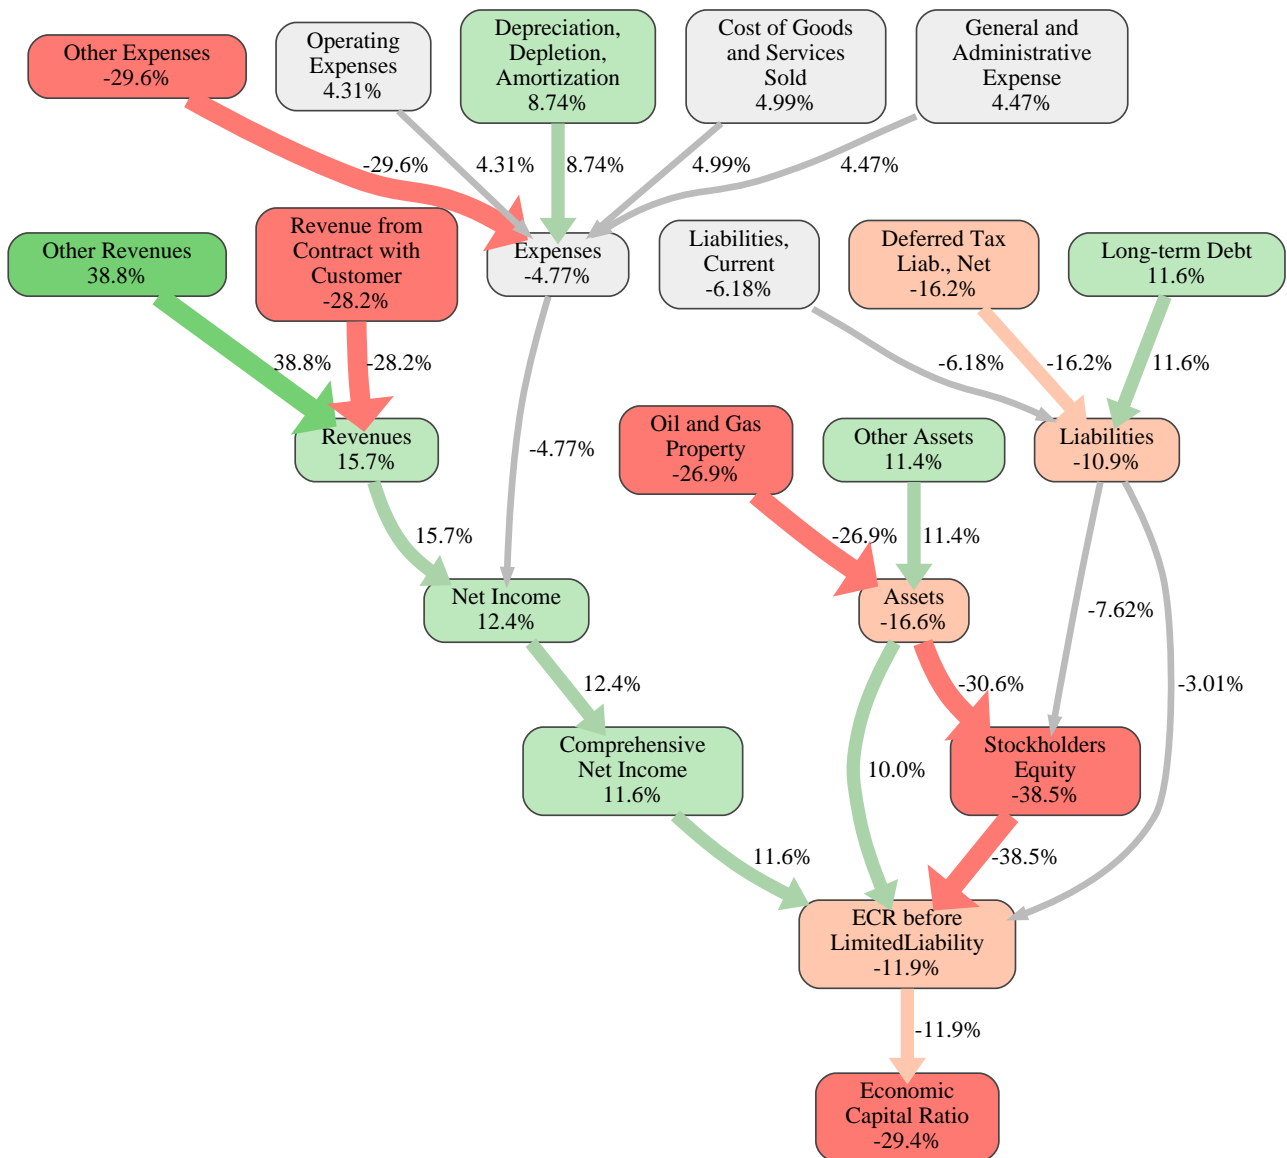 Other Expenses
-29.6%
Operating
Expenses
4.31%
Depreciation,
Depletion,
Amortization
8.74%
Cost of Goods
and Services
Sold
4.99%
General and
Administrative
Expense
4.47%
-29.6%
4.31%
8.74%
4.99%
4.47%
Other Revenues
38.8%
Revenue from
Contract with
Customer
-28.2%
Expenses
-4.77%
Liabilities,
Current
-6.18%
Deferred Tax
Liab., Net
-16.2%
Long-term Debt
11.6%
38.8%
-28.2%
-6.18%
-16.2%
11.6%
Revenues
15.7%
-4.77%
Oil and Gas
Property
-26.9%
Other Assets
11.4%
Liabilities
-10.9%
15.7%
-26.9%
11.4%
Net Income
12.4%
Assets
-16.6%
-7.62%
12.4%
-30.6%
-3.01%
Comprehensive
Net Income
11.6%
10.0%
Stockholders
Equity
-38.5%
11.6%
-38.5%
ECR before
LimitedLiability
-11.9%
-11.9%
Economic
Capital Ratio
-29.4%